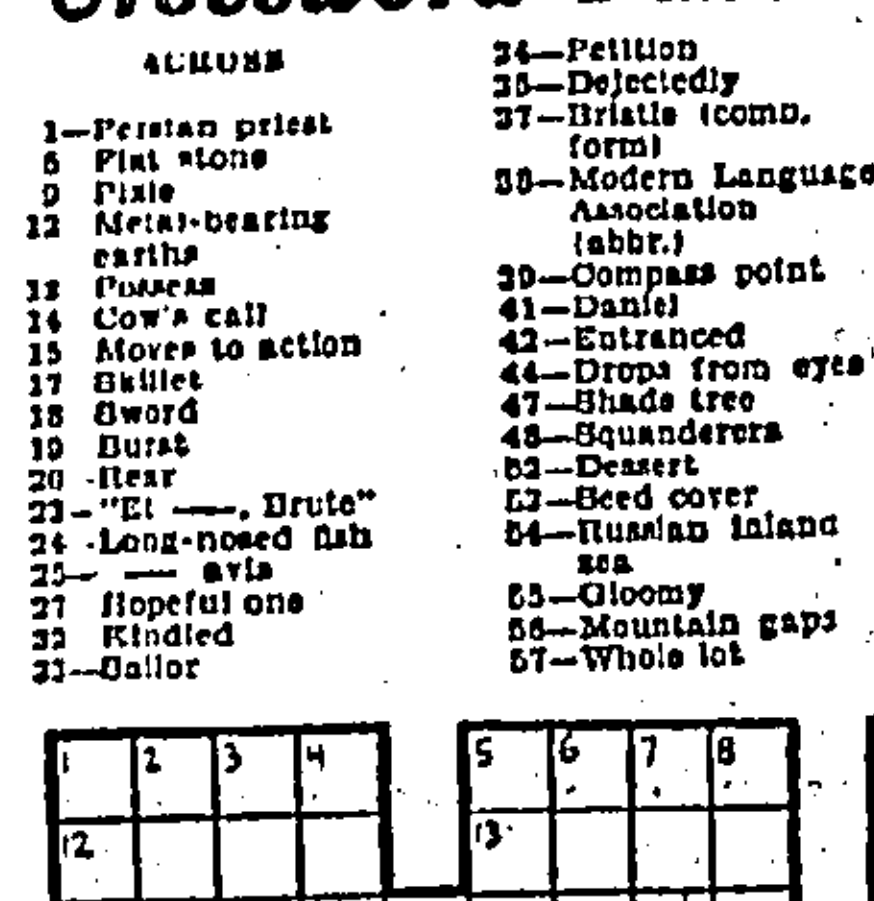 Crossword
ACROSS
1—Persian priest
5 Flat stone
9 Pixie
12 Metal-bearing
earths
13 Possess
14 Cow's call
15 Moves to action
17 Skillet
18 Sword
19 Burst
20 -Rear
23—"Et ——, Brute"
24 -Long-nosed fish
25— —— avis
27 Hopeful one
32 Kindled
33—Sailor
34—Petition
35—Dejectedly
37—Bristle (comb.
form)
38—Modern Language
Association
(abbr.)
39—Compass point
41—Daniel
42—Entranced
44—Drops from eyes
47—Shade tree
48—Squanderers
52—Dessert
53—Seed cover
54—Russian inland
sea
55—Gloomy
56—Mountain gaps
57—Whole lot
1 2 3 4 5 6 7 8
12 13